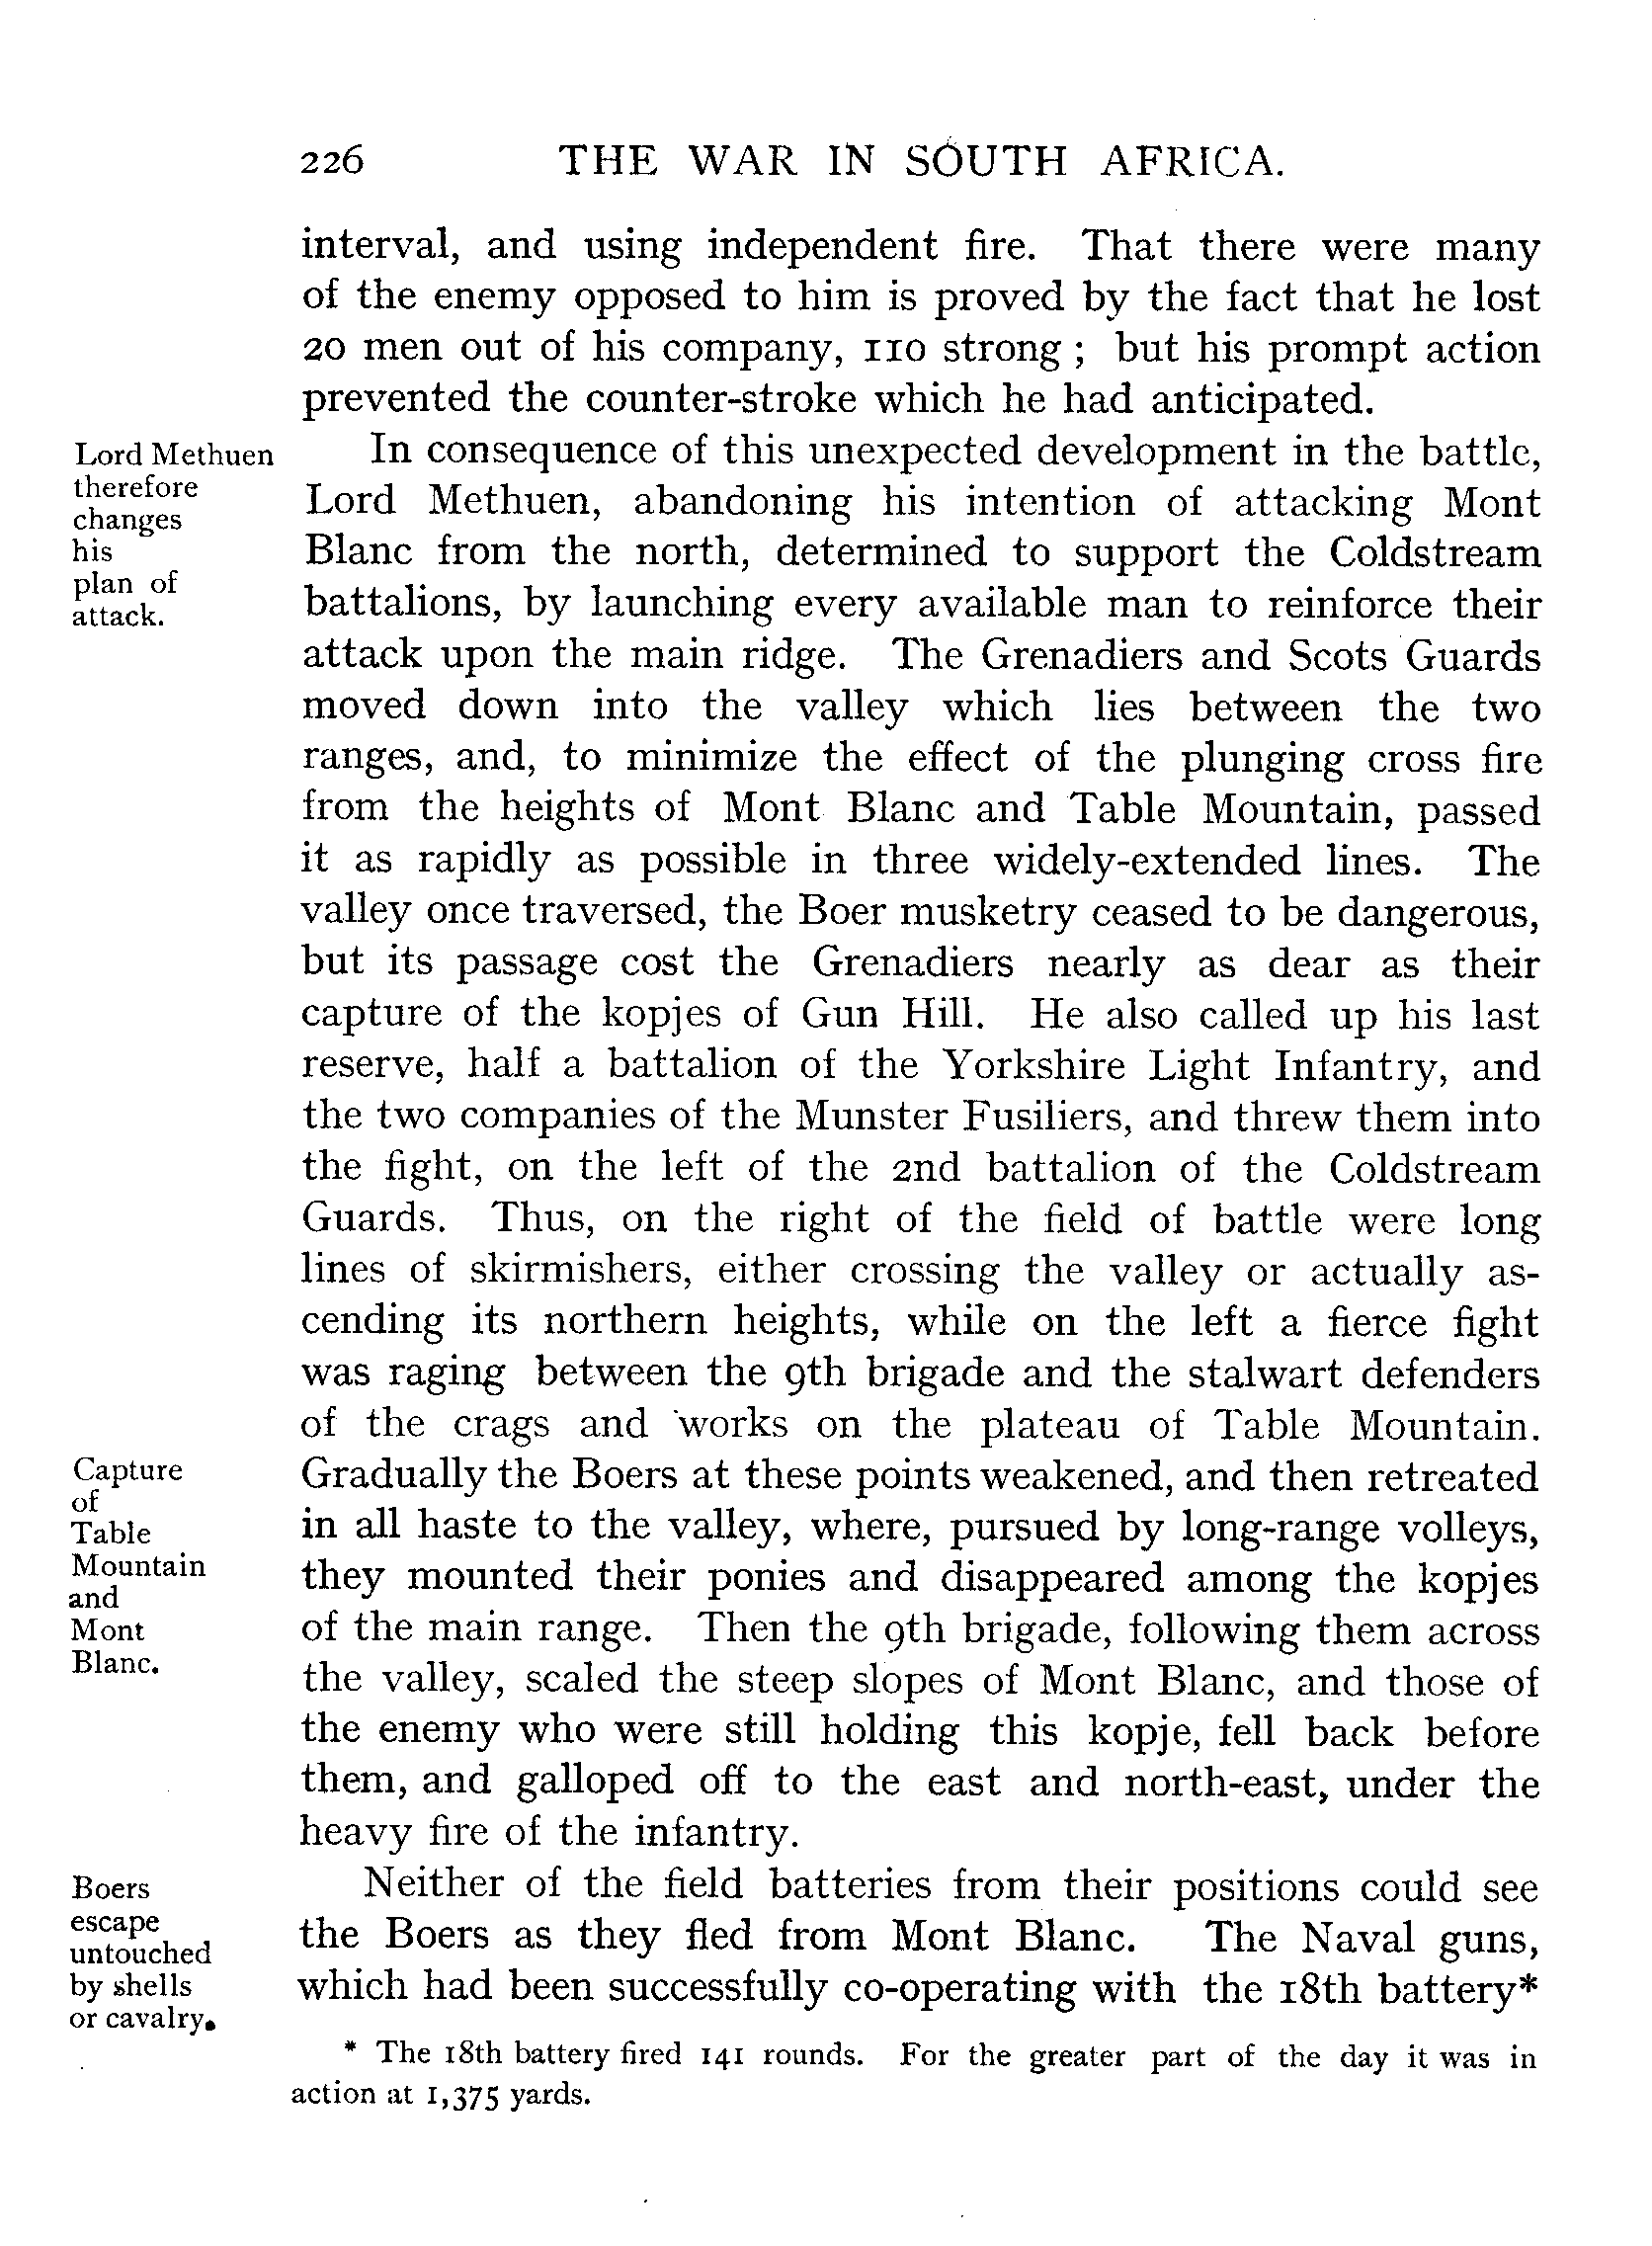 226 THE WAR IN SOUTH AFRICA.
interval, and using independent fire. That there were many
of the enemy opposed to him is proved by the fact that he lost
20 men out of his company, 110 strong ; but his prompt action
prevented the counter-stroke which he had anticipated.
Lord Methuen
therefore
changes
his
plan of
attack.
In consequence of this unexpected development in the battle,
Lord Methuen, abandoning his intention of attacking Mont
Blanc from the north, determined to support the Coldstream
battalions, by launching every available man to reinforce their
attack upon the main ridge. The Grenadiers and Scots Guards
moved down into the valley which lies between the two
ranges, and, to minimize the effect of the plunging cross fire
from the heights of Mont Blanc and Table Mountain, passed
it as rapidly as possible in three widely-extended lines. The
valley once traversed, the Boer musketry ceased to be dangerous,
but its passage cost the Grenadiers nearly as dear as their
capture of the kopjes of Gun Hill. He also called up his last
reserve, half a battalion of the Yorkshire Light Infantry, and
the two companies of the Munster Fusiliers, and threw them into
the fight, on the left of the 2nd battalion of the Coldstream
Guards. Thus, on the right of the field of battle were long
lines of skirmishers, either crossing the valley or actually as-
cending its northern heights, while on the left a fierce fight
was raging between the 9th brigade and the stalwart defenders
of the crags and works on the plateau of Table Mountain.
Capture
of
Table
Mountain
and
Mont
Blanc.
Gradually the Boers at these points weakened, and then retreated
in all haste to the valley, where, pursued by long-range volleys,
they mounted their ponies and disappeared among the kopjes
of the main range. Then the 9th brigade, following them across
the valley, scaled the steep slopes of Mont Blanc, and those of
the enemy who were still holding this kopje, fell back before
them, and galloped off to the east and north-east, under the
heavy fire of the infantry.
Boers
escape
untouched
by shells
or cavalry.
Neither of the field batteries from their positions could see
the Boers as they fled from Mont Blanc. The Naval guns,
which had been successfully co-operating with the 18th battery*
* The 18th battery fired 141 rounds. For the greater part of the day it was in
action at 1,375 yards.